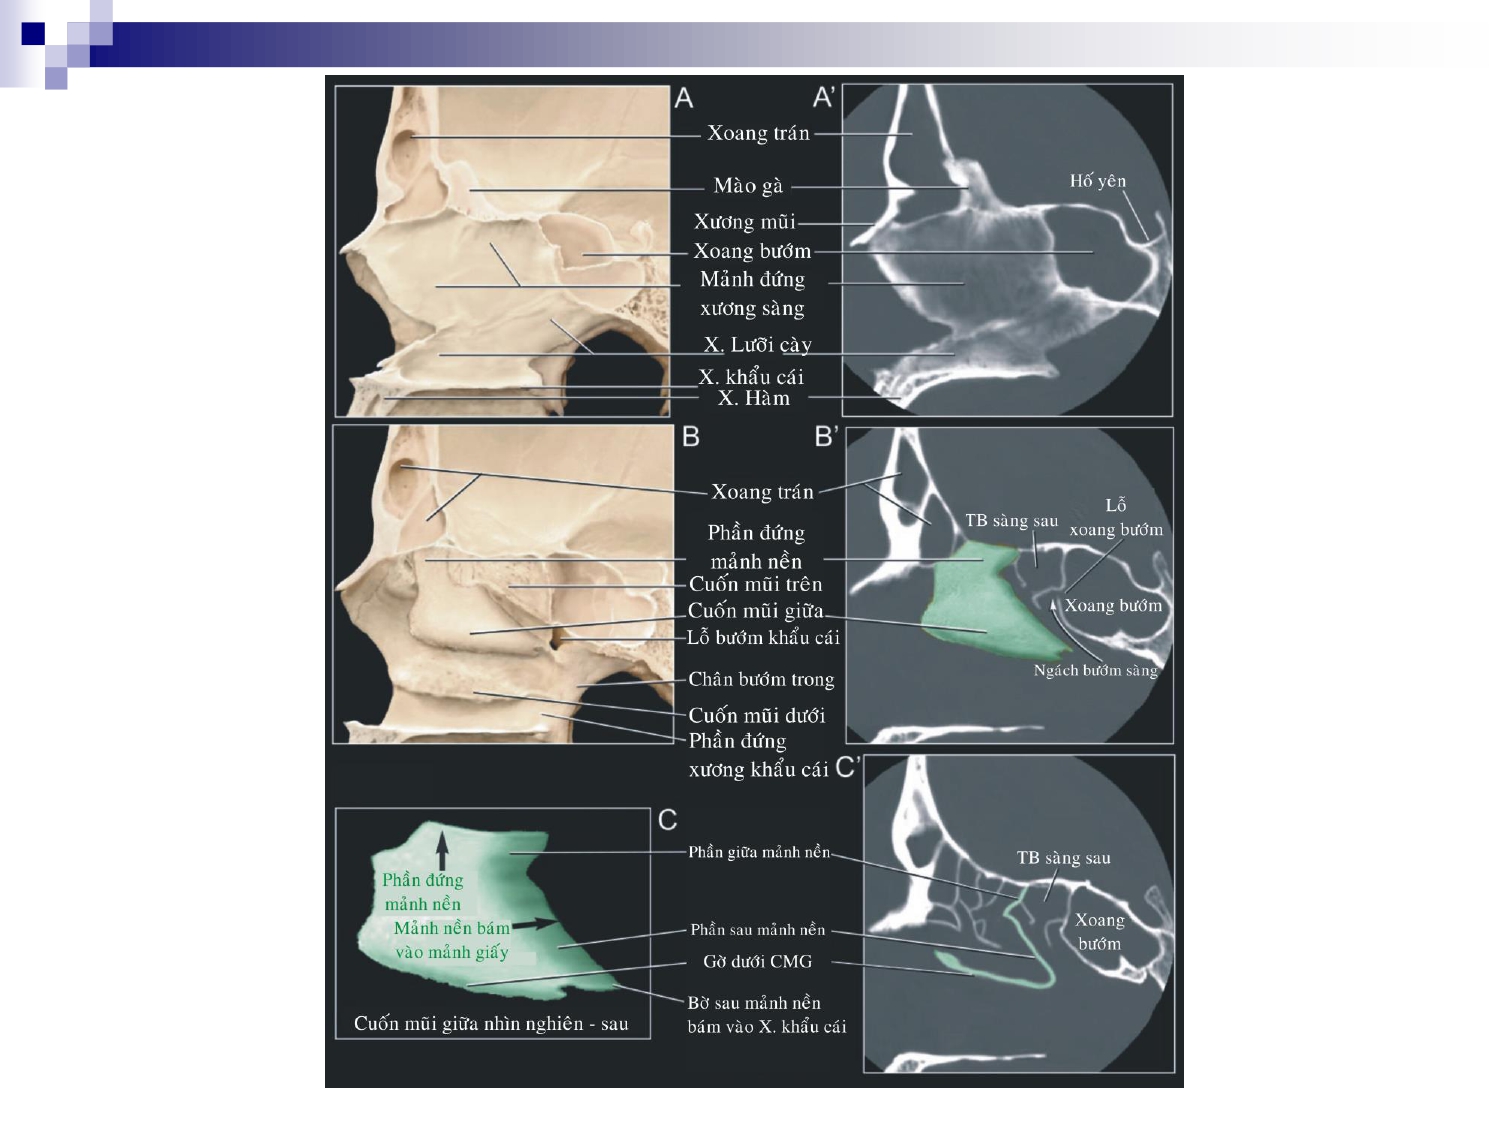 A
A'
Xoang trán
Mào gà
Hố yên
Xương mũi
Xoang bướm
Mảnh đứng
xương sàng
X. Lưỡi cày
X. khẩu cái
X. Hàm
B
B'
Xoang trán
Phần đứng
mảnh nền
Cuốn mũi trên
Cuốn mũi giữa
Lỗ bướm khẩu cái
Chân bướm trong
Cuốn mũi dưới
Phần đứng
xương khẩu cái
TB sàng sau
Lỗ
xoang bướm
Xoang bướm
Ngách bướm sàng
C
C'
Phần đứng
mảnh nền
Mảnh nền bám
vào mảnh giấy
Cuốn mũi giữa nhìn nghiên - sau
Phần giữa mảnh nền
Phần sau mảnh nền
Gờ dưới CMG
Bờ sau mảnh nền
bám vào X. khẩu cái
TB sàng sau
Xoang
bướm